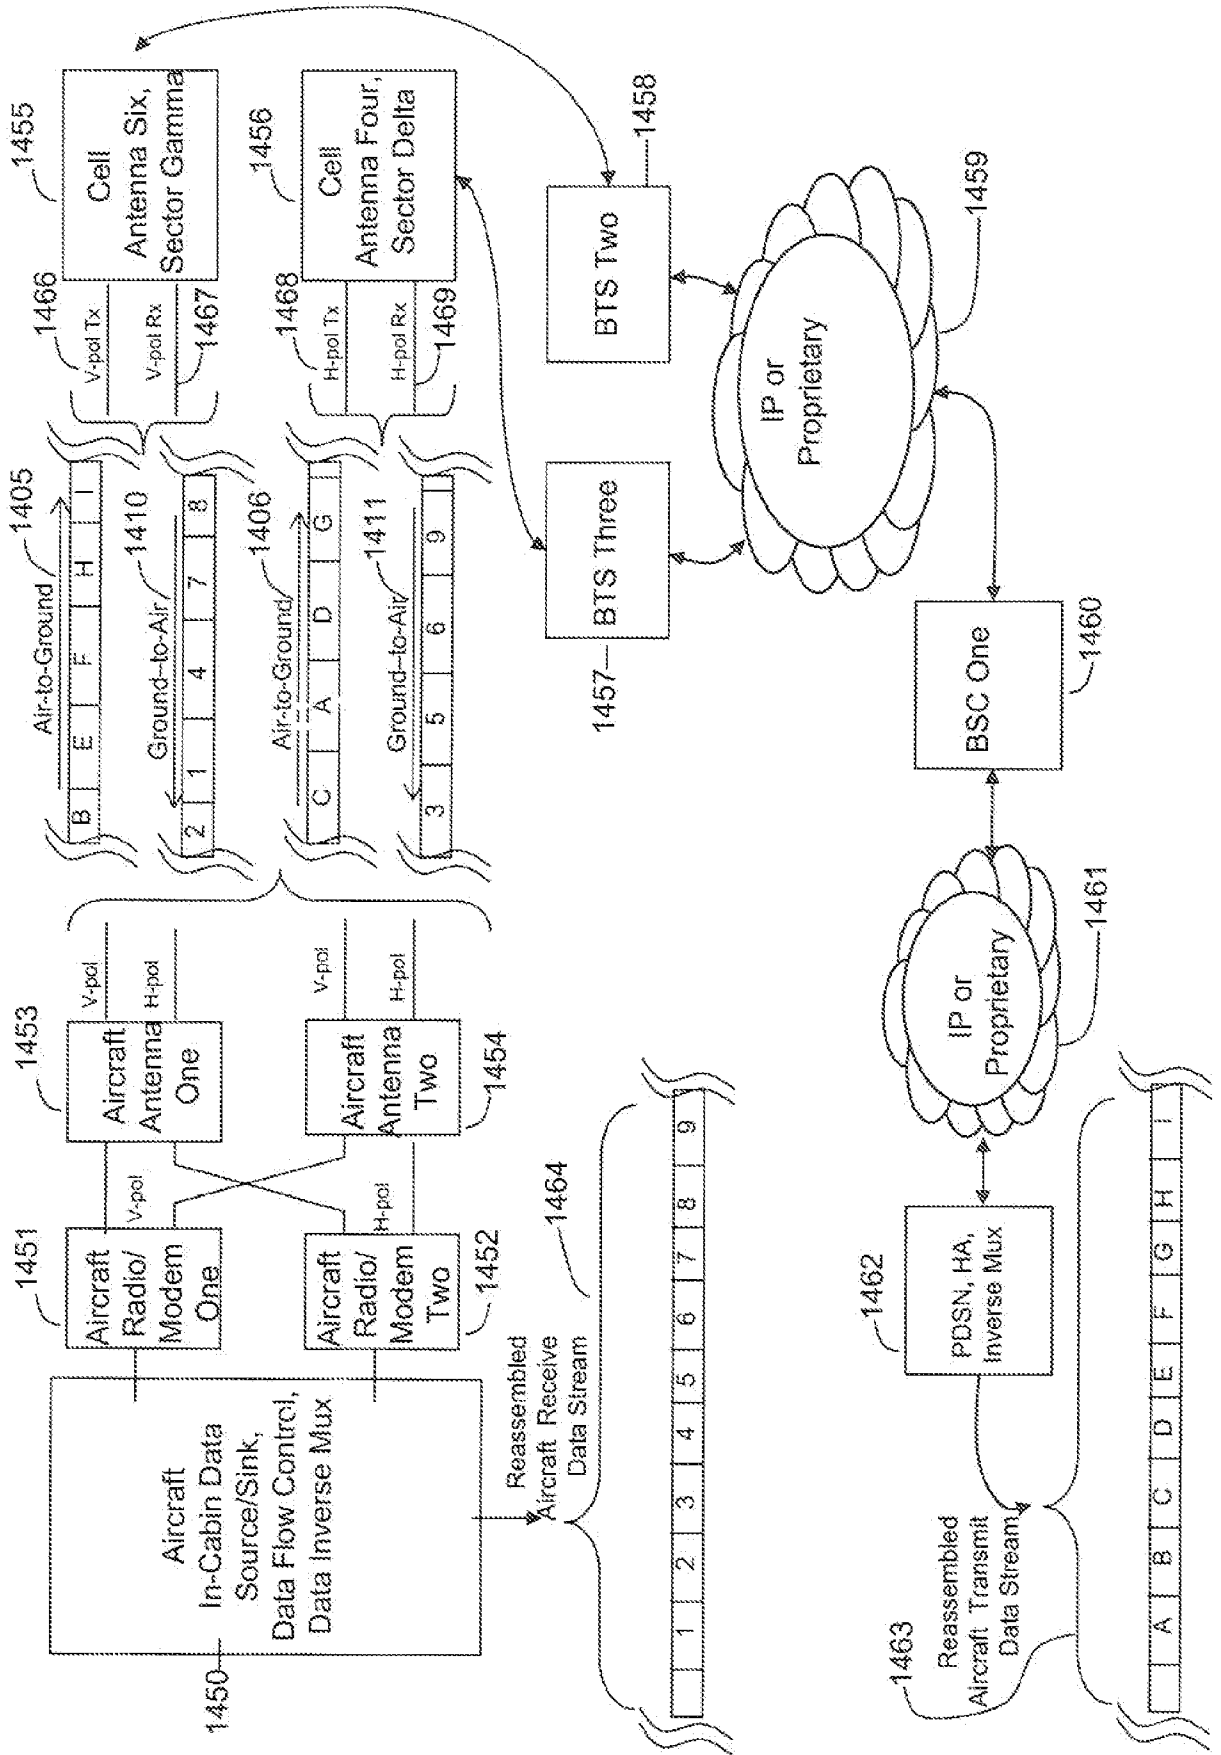 1450
Aircraft
In-Cabin Data
Source/Sink,
Data Flow Control,
Data Inverse Mux
1451
Aircraft
Radio/
Modem
One
V-pol
1452
Aircraft
Radio/
Modem
Two
H-pol
1453
Aircraft
Antenna
One
V-pol
H-pol
1454
Aircraft
Antenna
Two
V-pol
H-pol
Air-to-Ground
1405
B E F H I
Ground--to-Air
1410
2 1 4 7 8
Air-to-Ground
1406
C A D G
Ground--to-Air
1411
3 5 6 9
V-pol Tx
1466
V-pol Rx
1467
H-pol Tx
1468
H-pol Rx
1469
1455
Cell
Antenna Six,
Sector Gamma
1456
Cell
Antenna Four,
Sector Delta
1457
BTS Three
BTS Two
1458
IP or
Proprietary
1459
BSC One
1460
IP or
Proprietary
1461
1462
PDSN, HA,
Inverse Mux
Reassembled
Aircraft Receive
Data Stream
1464
1 2 3 4 5 6 7 8 9
1463
Reassembled
Aircraft Transmit
Data Stream
A B C D E F G H I